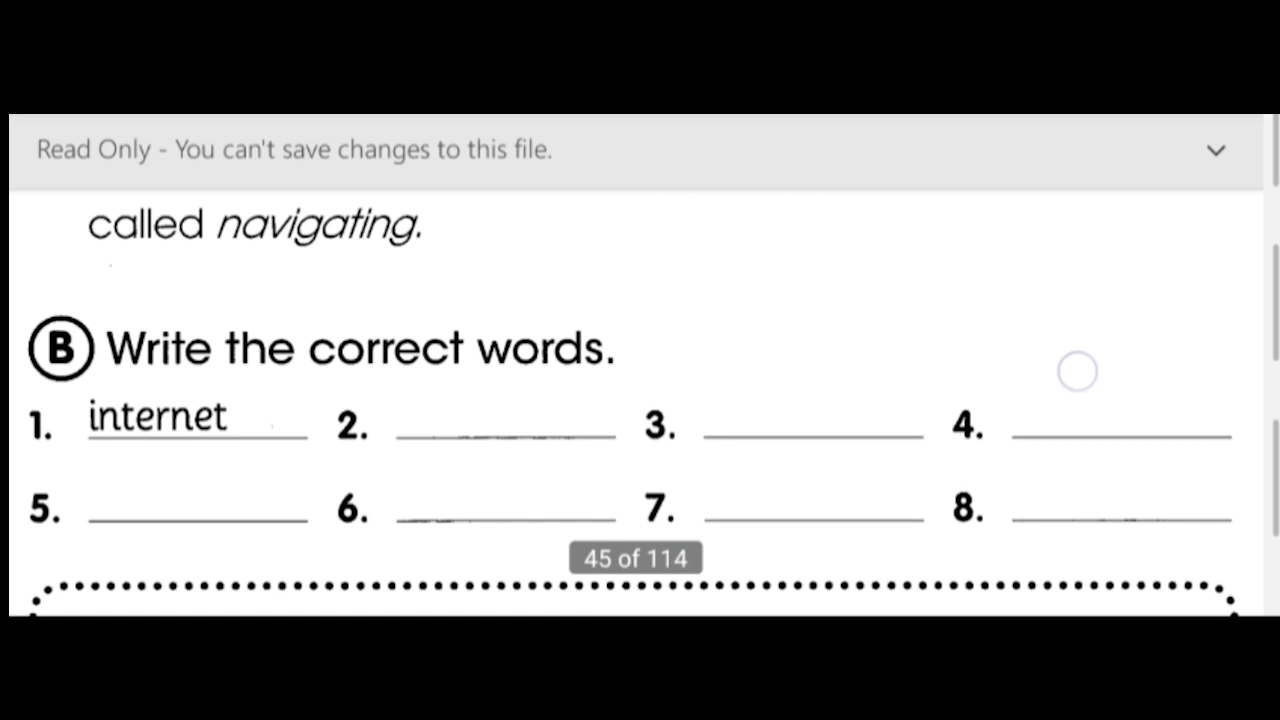 Read Only - You can't save changes to this file.
called navigating.
B Write the correct words.
1. internet 2. 3. 4.
5. 6. 7. 8.
45 of 114